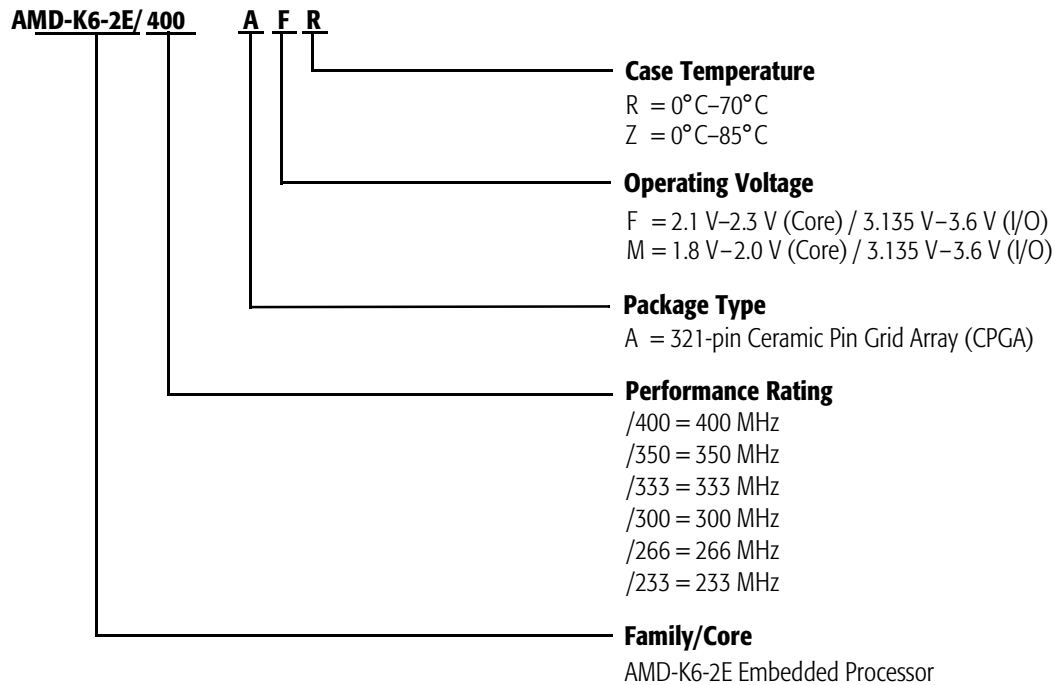 AMD-K6-2E/ 400 A F R
Case Temperature
R = 0°C–70°C
Z = 0°C–85°C
Operating Voltage
F = 2.1 V–2.3 V (Core) / 3.135 V–3.6 V (I/O)
M = 1.8 V–2.0 V (Core) / 3.135 V–3.6 V (I/O)
Package Type
A = 321-pin Ceramic Pin Grid Array (CPGA)
Performance Rating
/400 = 400 MHz
/350 = 350 MHz
/333 = 333 MHz
/300 = 300 MHz
/266 = 266 MHz
/233 = 233 MHz
Family/Core
AMD-K6-2E Embedded Processor